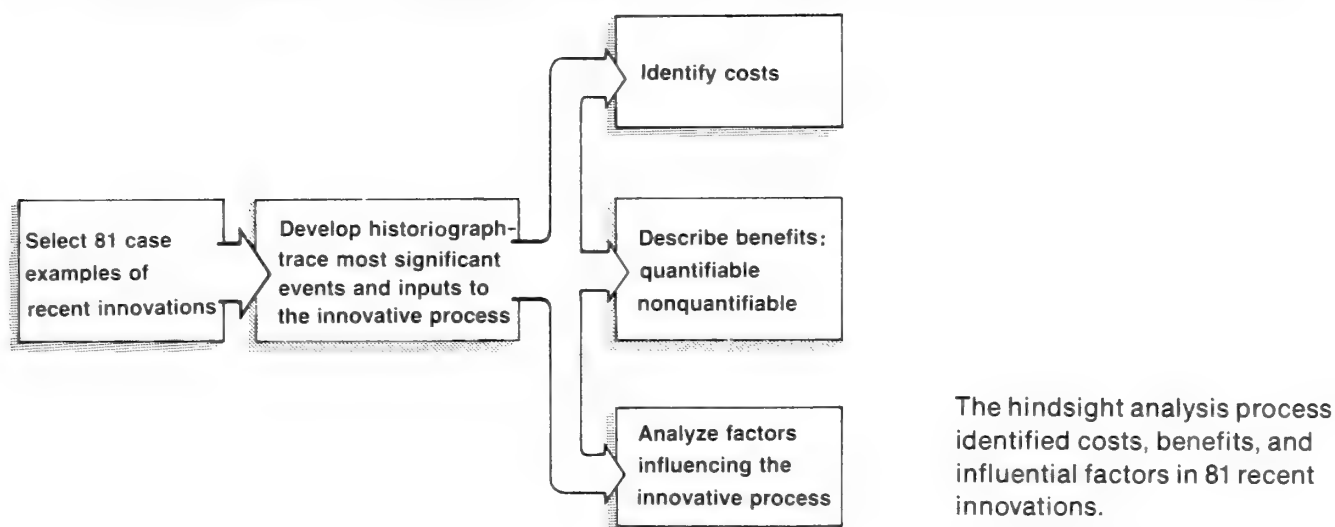 Select 81 case
examples of
recent innovations
Develop historiograph-
trace most significant
events and inputs to
the innovative process
Identify costs
Describe benefits:
quantifiable
nonquantifiable
Analyze factors
influencing the
innovative process
The hindsight analysis process
identified costs, benefits, and
influential factors in 81 recent
innovations.